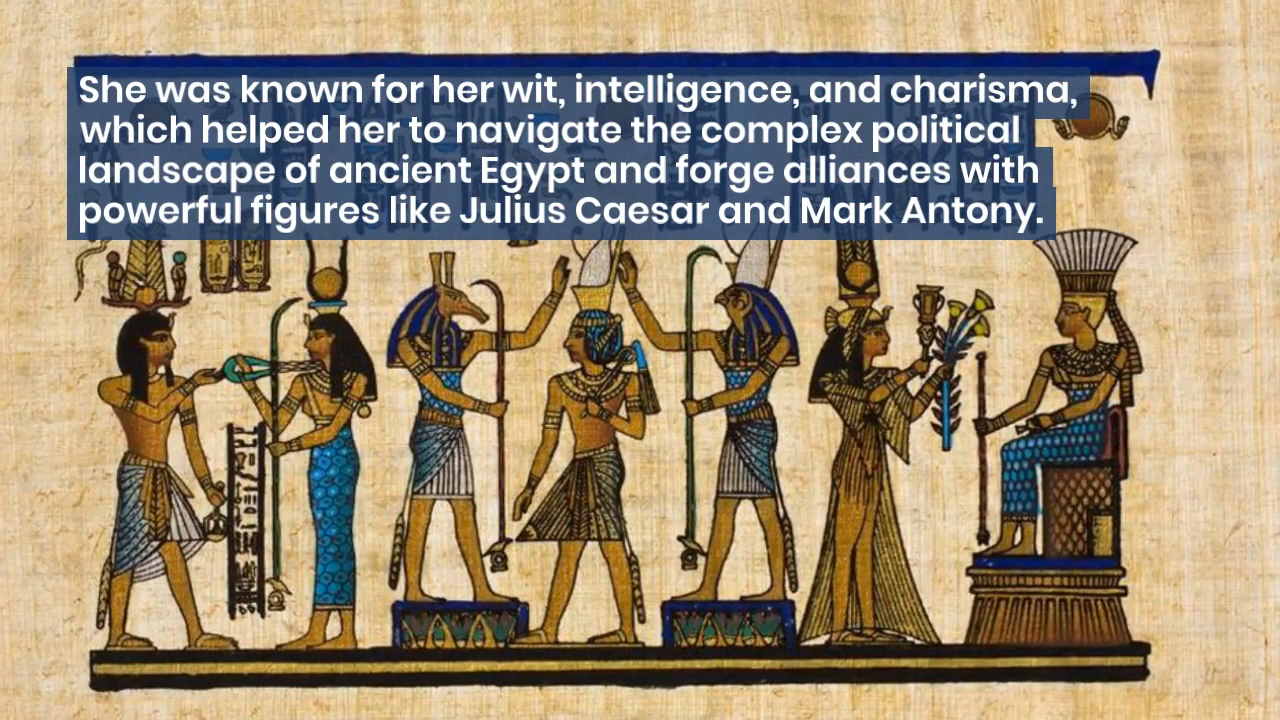 She was known for her wit, intelligence, and charisma,
which helped her to navigate the complex political
landscape of ancient Egypt and forge alliances with
powerful figures like Julius Caesar and Mark Antony.